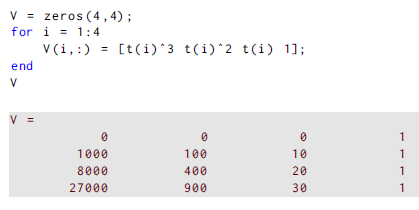 V = zeros(4,4);
for i = 1:4
V(i,:) = [t(i)^3 t(i)^2 t(i) 1];
end
V
V =
0 0 0 1
1000 100 10 1
8000 400 20 1
27000 900 30 1